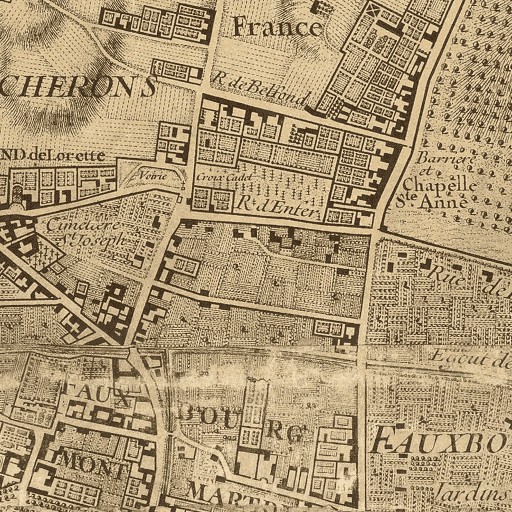 France
CHERONS
R. de Bellond
ND. de Lorette
Voirie
Croix Cadet
Barriere
et
Chapelle
Ste Anne
R. d'Enfer
Cimetiere
St Joseph
Rue de
Egout de
FAUX
BOURG
MONT
MARTR
FAUXBO
Jardins